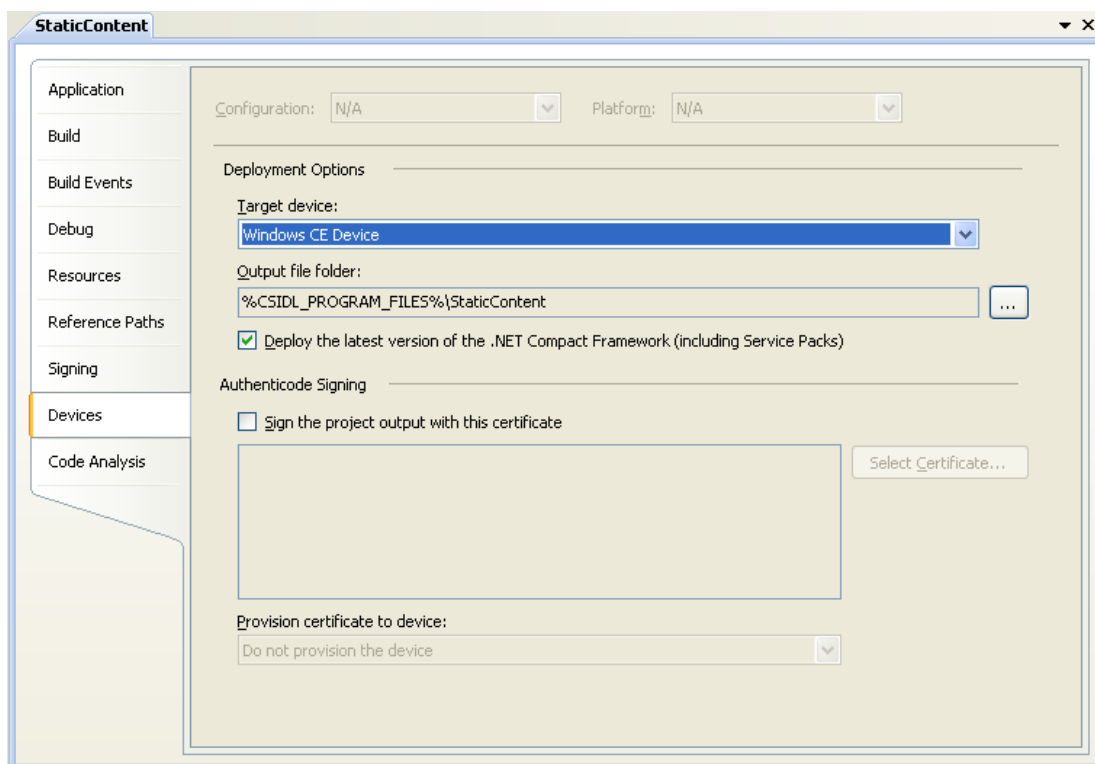 StaticContent
Application
Build
Build Events
Debug
Resources
Reference Paths
Signing
Devices
Code Analysis
Configuration: N/A Platform: N/A
Deployment Options
Target device:
Windows CE Device
Output file folder:
%CSIDL_PROGRAM_FILES%\StaticContent
...
Deploy the latest version of the .NET Compact Framework (including Service Packs)
Authenticode Signing
Sign the project output with this certificate
Select Certificate...
Provision certificate to device:
Do not provision the device